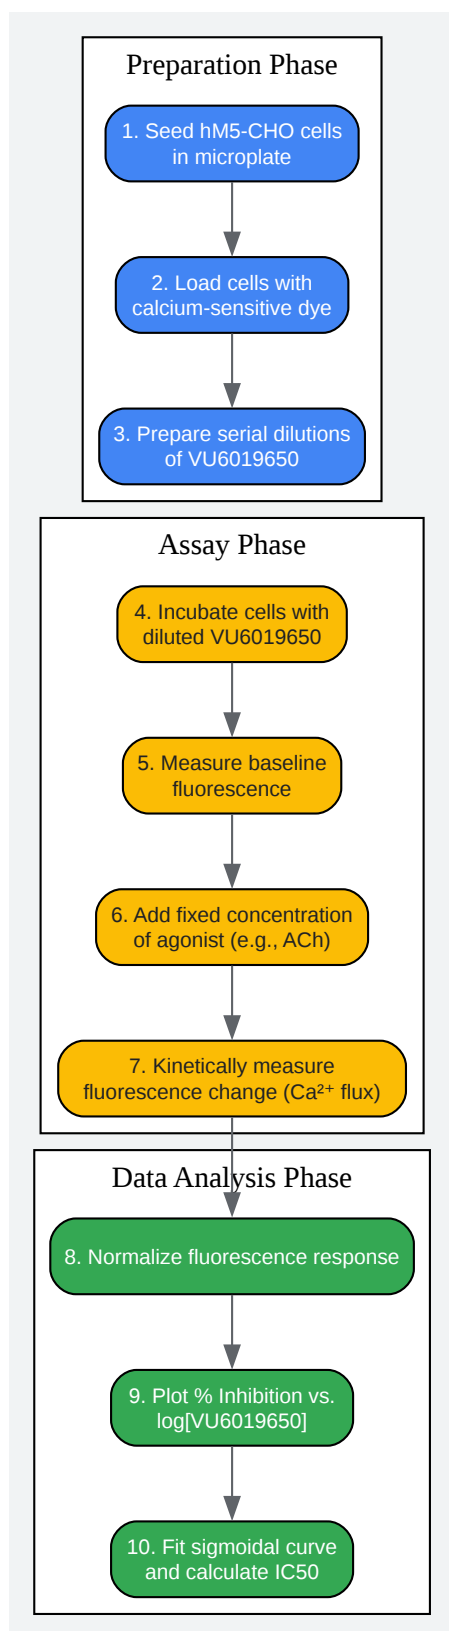 Preparation Phase
1. Seed hM5-CHO cells
in microplate
2. Load cells with
calcium-sensitive dye
3. Prepare serial dilutions
of VU6019650
Assay Phase
4. Incubate cells with
diluted VU6019650
5. Measure baseline
fluorescence
6. Add fixed concentration
of agonist (e.g., ACh)
7. Kinetically measure
fluorescence change (Ca²⁺ flux)
Data Analysis Phase
8. Normalize fluorescence response
9. Plot % Inhibition vs.
log[VU6019650]
10. Fit sigmoidal curve
and calculate IC50